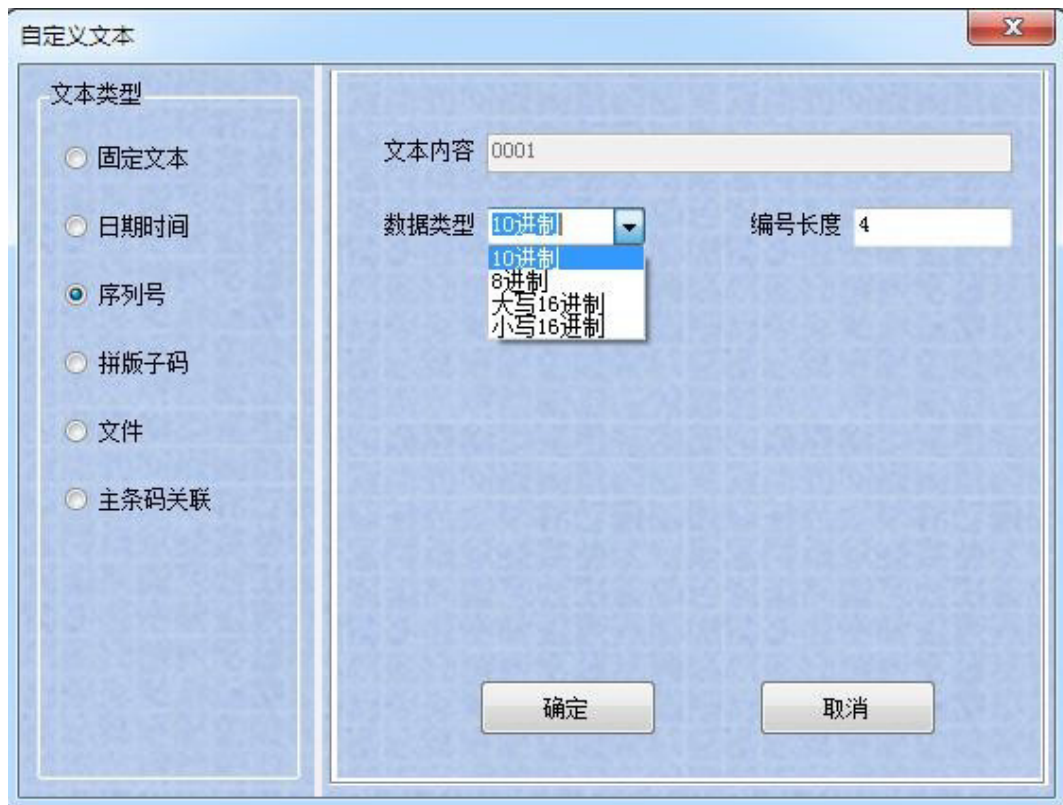 自定义文本
文本类型
固定文本
日期时间
序列号
拼版子码
文件
主条码关联
文本内容 0001
数据类型 10进制 编号长度 4
10进制
8进制
大写16进制
小写16进制
确定 取消